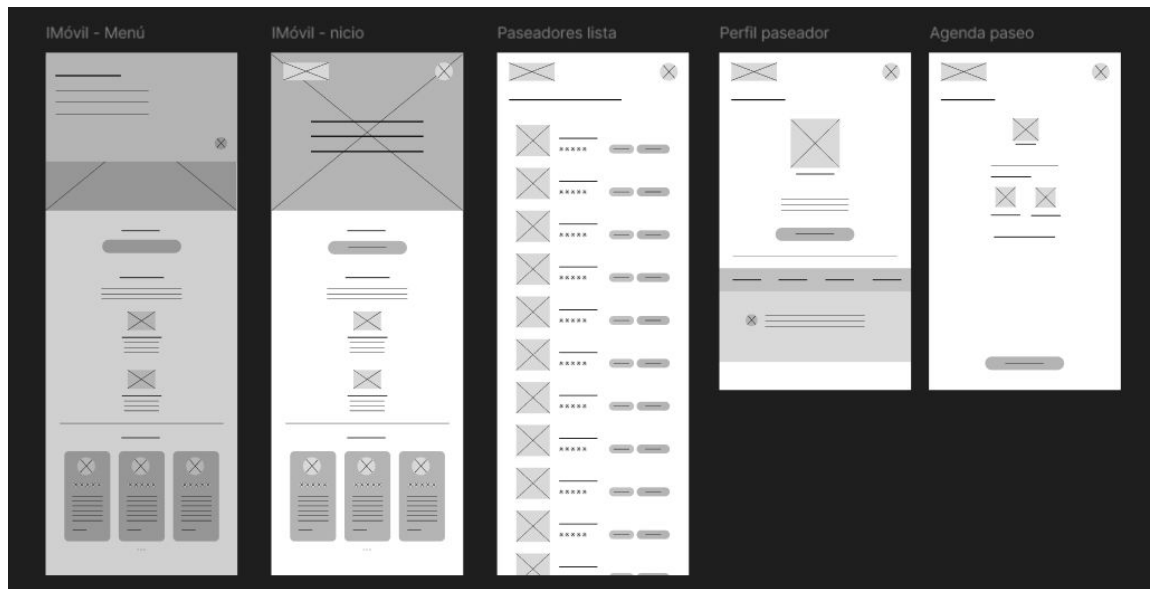 IMóvil - Menú
IMóvil - nicio
Paseadores lista
Perfil paseador
Agenda paseo